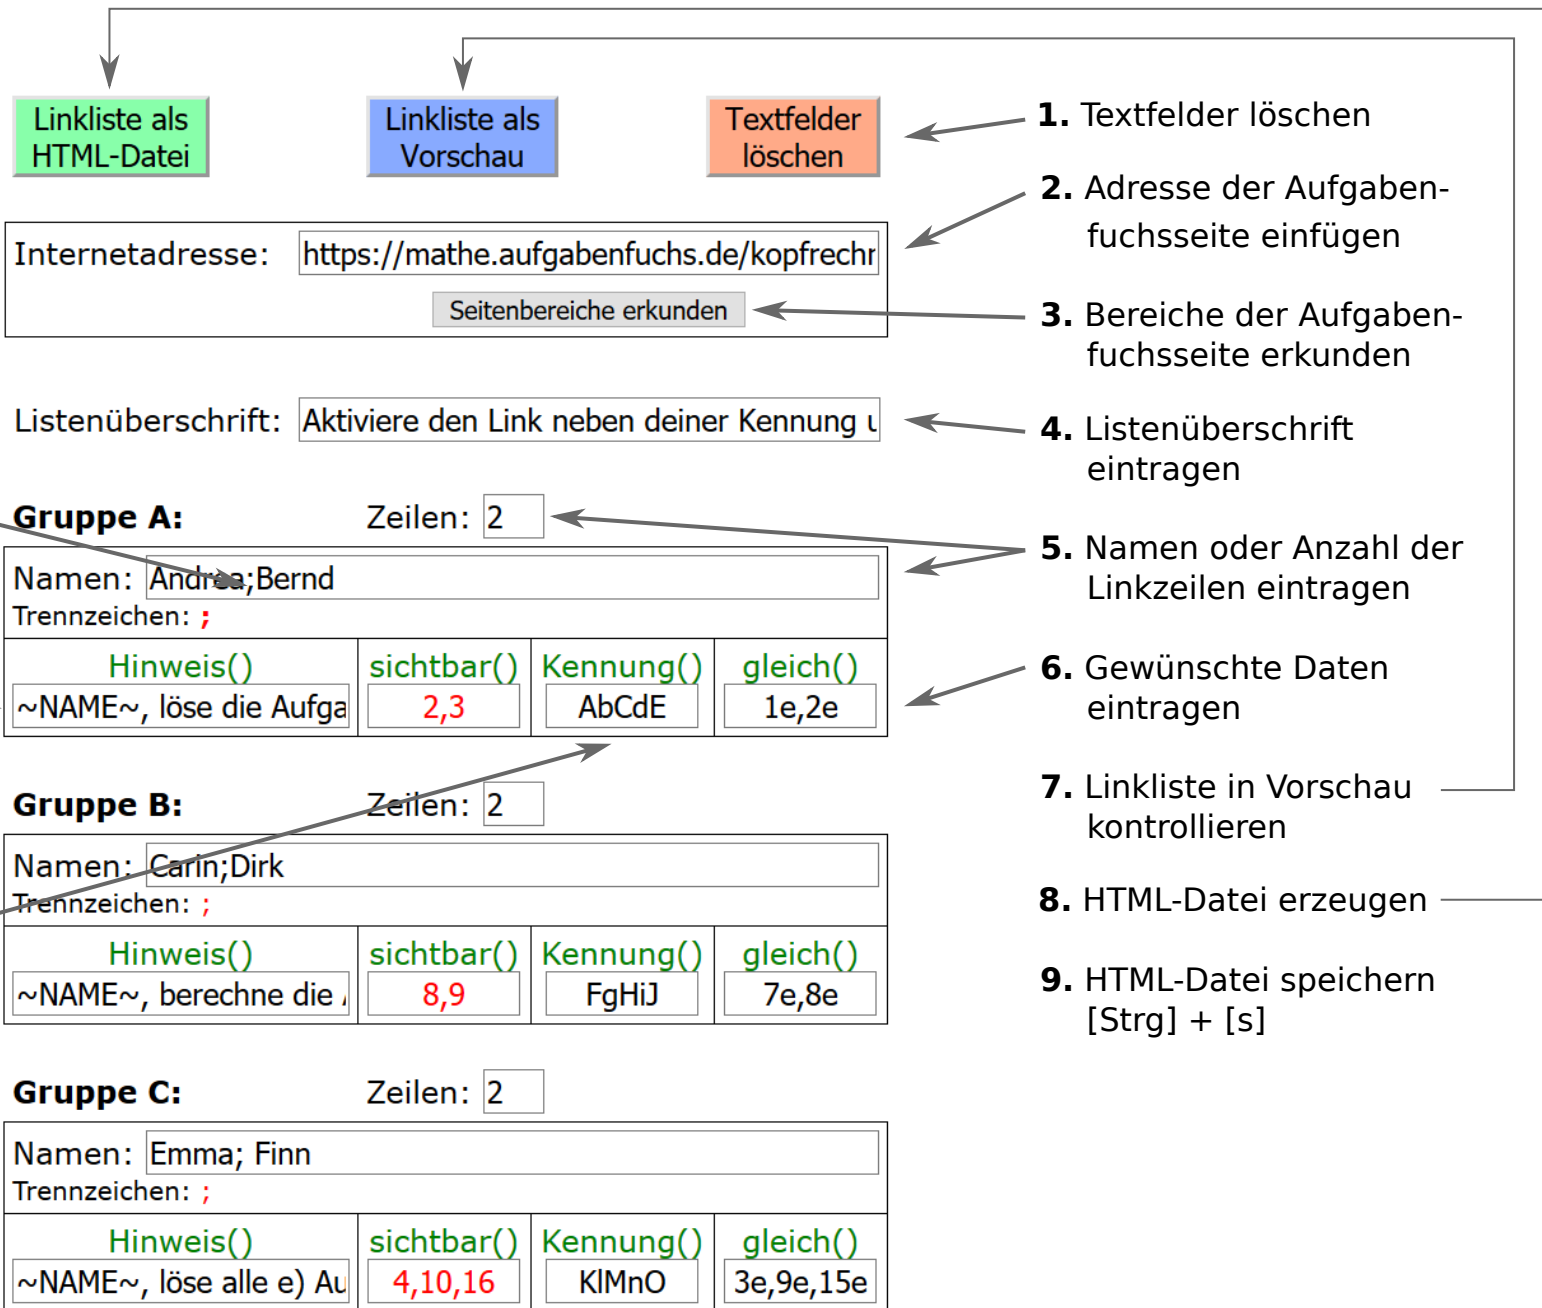 Linkliste als
HTML-Datei
Linkliste als
Vorschau
Textfelder
löschen
1. Textfelder löschen
2. Adresse der Aufgaben-
fuchsseite einfügen
Internetadresse: https://mathe.aufgabenfuchs.de/kopfrechn
Seitenbereiche erkunden
3. Bereiche der Aufgaben-
fuchsseite erkunden
Listenüberschrift: Aktiviere den Link neben deiner Kennung u
4. Listenüberschrift
eintragen
Gruppe A: Zeilen: 2
Namen: Andrea;Bernd
Trennzeichen: ;
5. Namen oder Anzahl der
Linkzeilen eintragen
Hinweis() sichtbar() Kennung() gleich()
~NAME~, löse die Aufga 2,3 AbCdE 1e,2e
6. Gewünschte Daten
eintragen
Gruppe B: Zeilen: 2
Namen: Carin;Dirk
Trennzeichen: ;
7. Linkliste in Vorschau
kontrollieren
8. HTML-Datei erzeugen
Hinweis() sichtbar() Kennung() gleich()
~NAME~, berechne die 8,9 FgHiJ 7e,8e
9. HTML-Datei speichern
[Strg] + [s]
Gruppe C: Zeilen: 2
Namen: Emma; Finn
Trennzeichen: ;
Hinweis() sichtbar() Kennung() gleich()
~NAME~, löse alle e) Au 4,10,16 KlMnO 3e,9e,15e